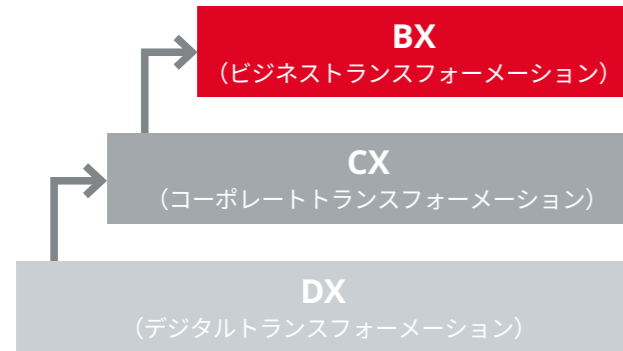 BX
（ビジネストランスフォーメーション）
CX
（コーポレートトランスフォーメーション）
DX
（デジタルトランスフォーメーション）